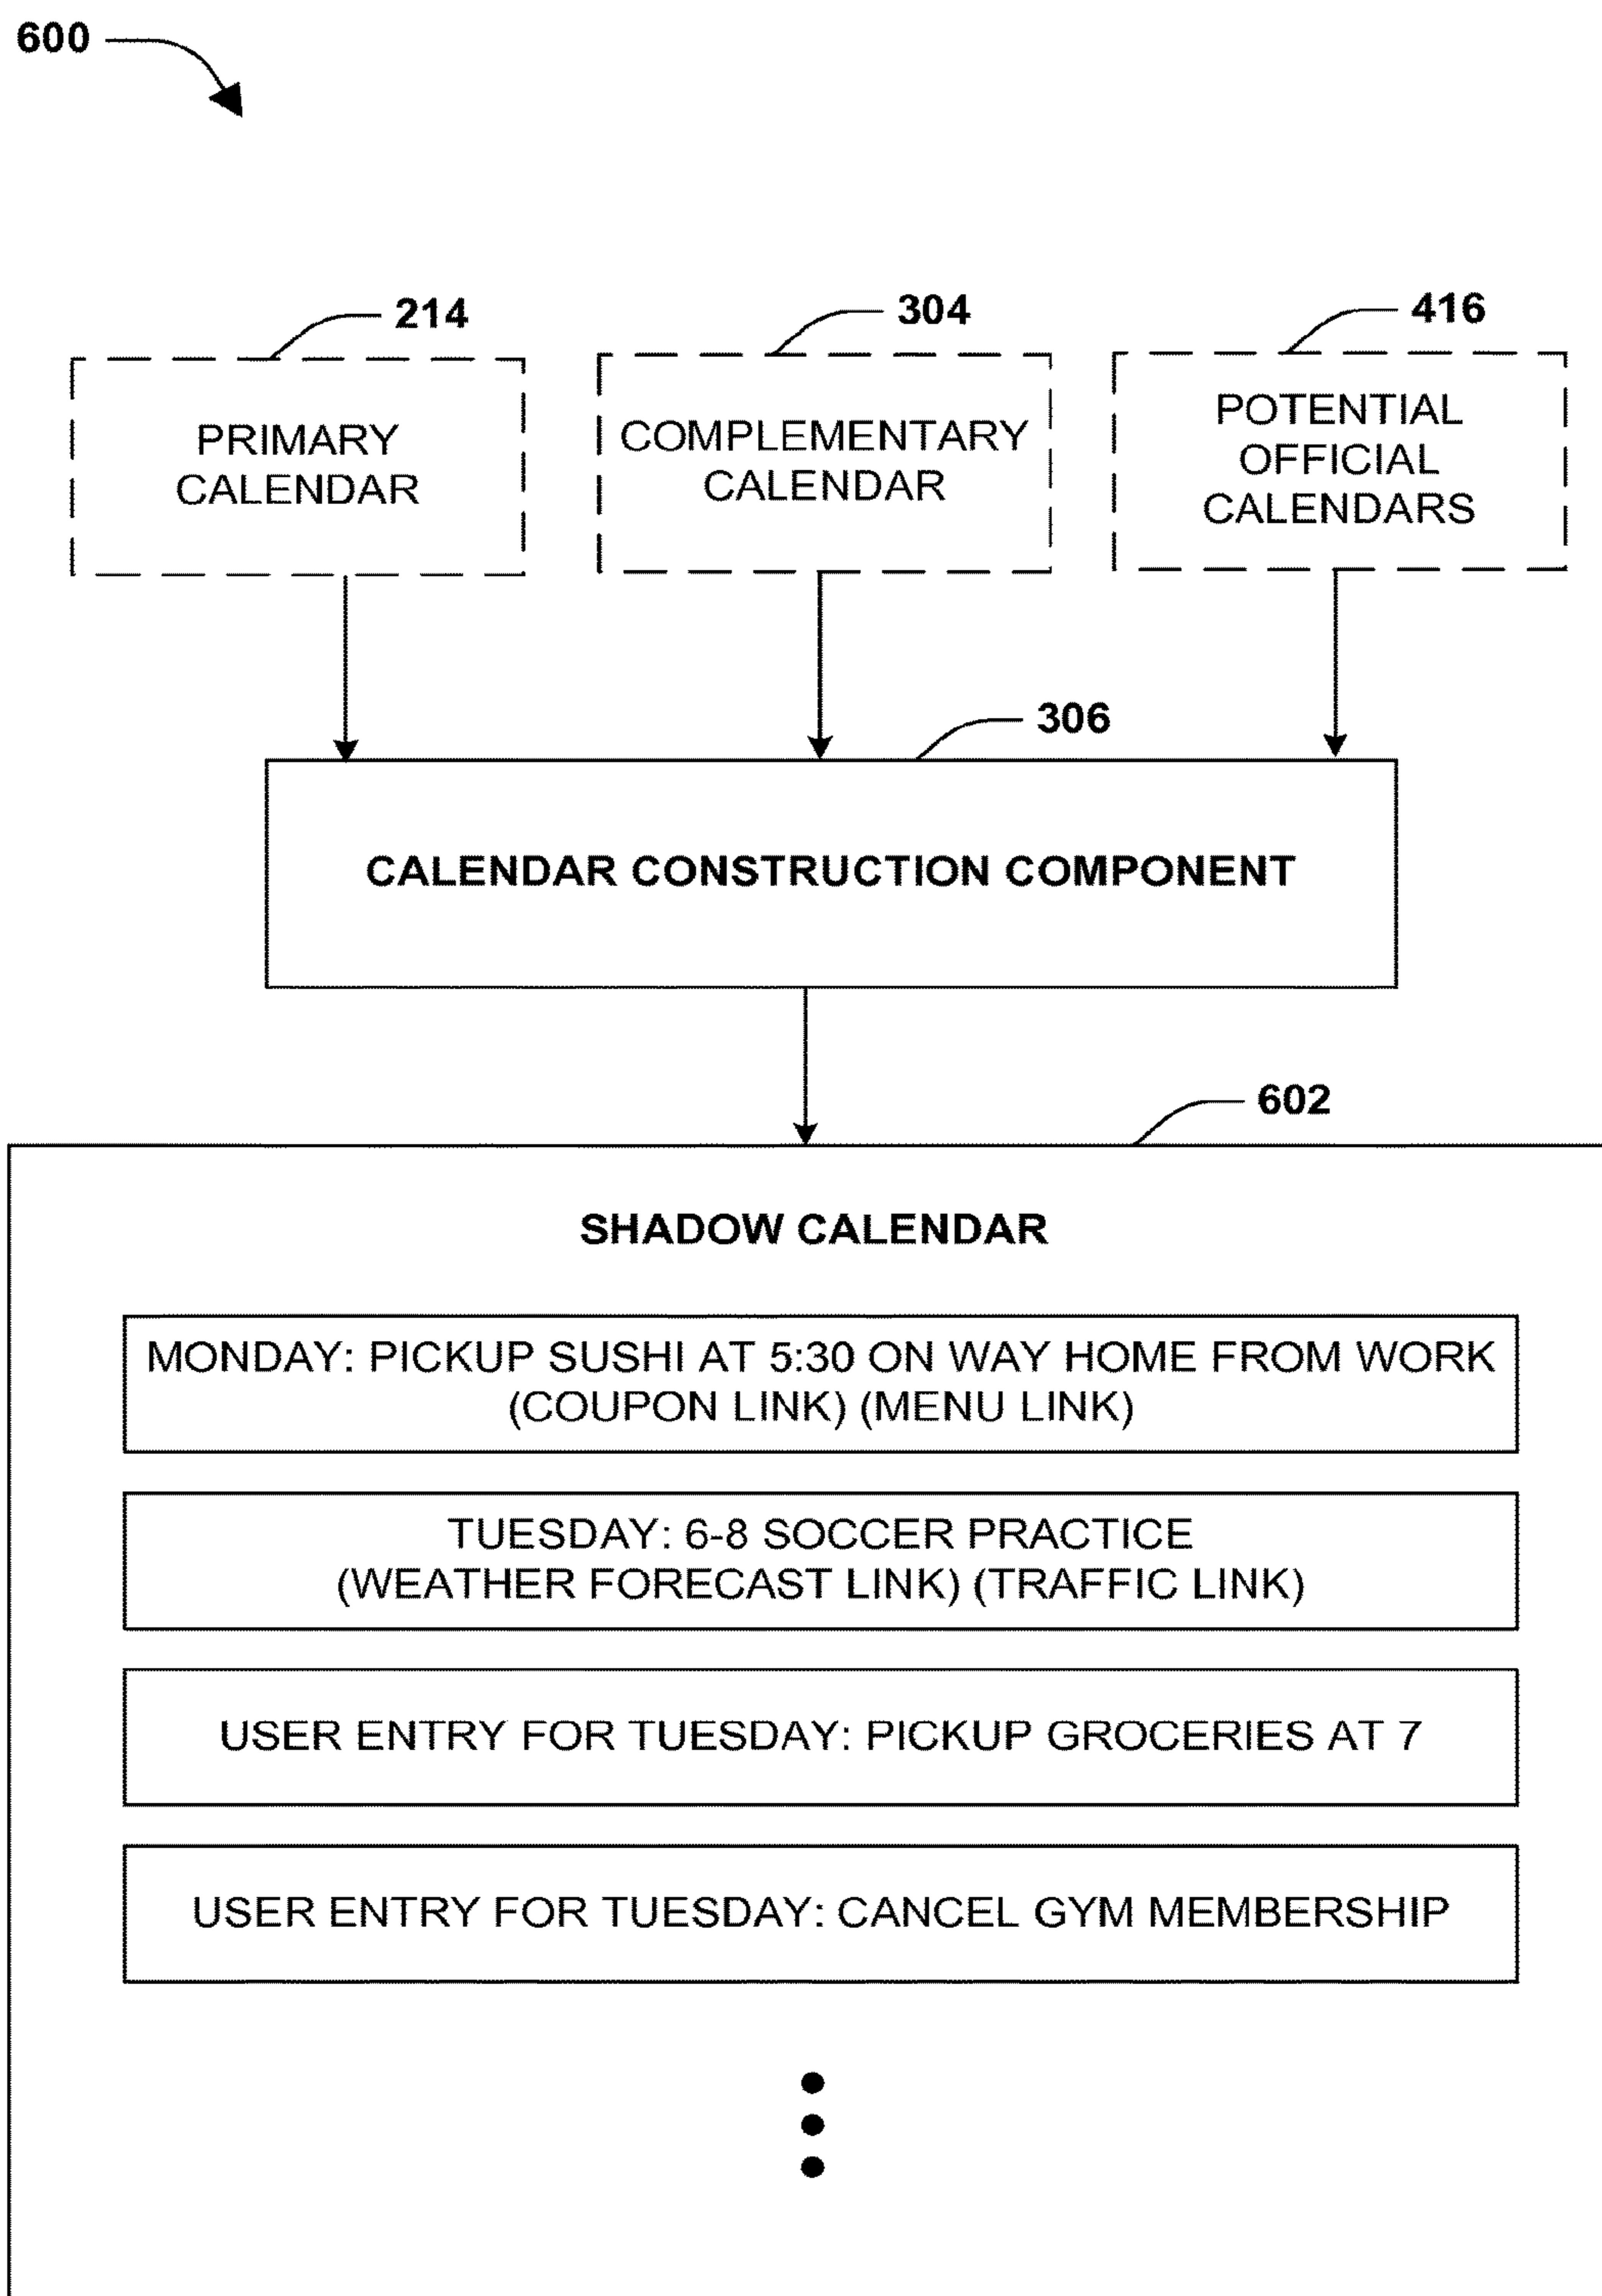 600
214
304
416
PRIMARY
CALENDAR
COMPLEMENTARY
CALENDAR
POTENTIAL
OFFICIAL
CALENDARS
306
CALENDAR CONSTRUCTION COMPONENT
602
SHADOW CALENDAR
MONDAY: PICKUP SUSHI AT 5:30 ON WAY HOME FROM WORK
(COUPON LINK) (MENU LINK)
TUESDAY: 6-8 SOCCER PRACTICE
(WEATHER FORECAST LINK) (TRAFFIC LINK)
USER ENTRY FOR TUESDAY: PICKUP GROCERIES AT 7
USER ENTRY FOR TUESDAY: CANCEL GYM MEMBERSHIP